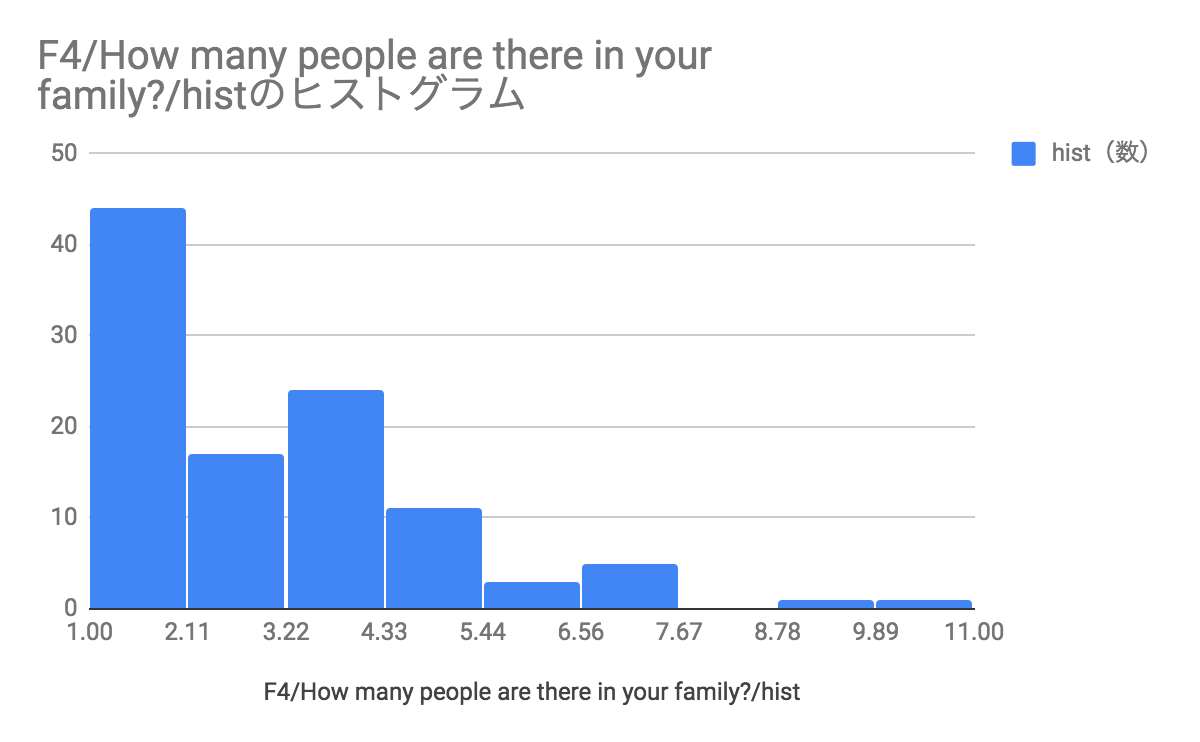 F4/How many people are there in your
family?/histのヒストグラム
50
hist（数）
40
30
20
10
0
1.00 2.11 3.22 4.33 5.44 6.56 7.67 8.78 9.89 11.00
F4/How many people are there in your family?/hist